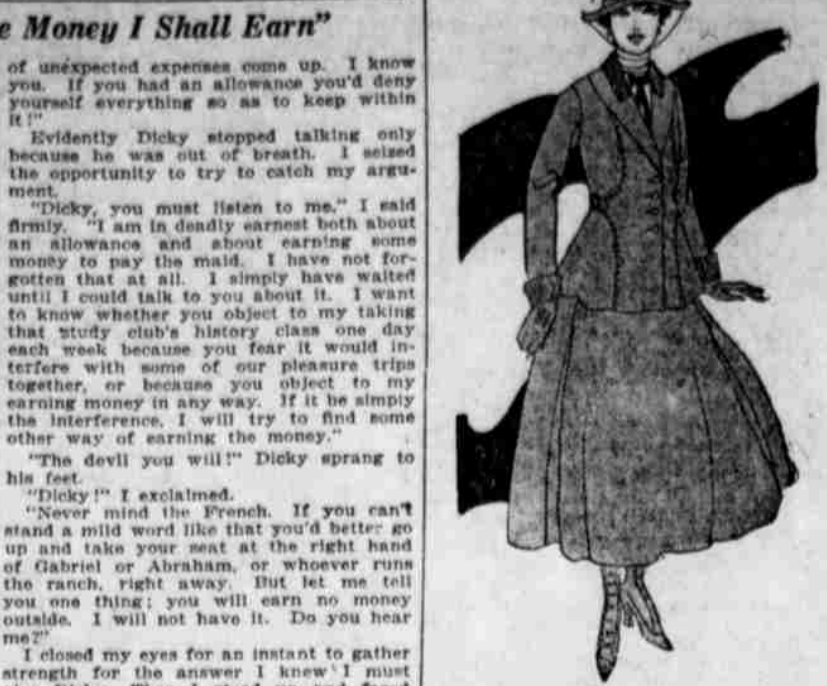 e Money I Shall Earn"
of unexpected expenses come up. I know
you. If you had an allowance you'd deny
yourself everything so as to keep within
it!"
Evidently Dicky stopped talking only
because he was out of breath. I seized
the opportunity to try to catch my argu-
ment.
"Dicky, you must listen to me," I said
firmly. "I am in deadly earnest both about
an allowance and about earning some
money to pay the maid. I have not for-
gotten that at all. I simply have waited
until I could talk to you about it. I want
to know whether you object to my taking
that study club's history class one day
each week because you fear it would in-
terfere with some of our pleasure trips
together, or because you object to my
earning money in any way. If it be simply
the interference, I will try to find some
other way of earning the money."
"The devil you will!" Dicky sprang to
his feet.
"Dicky!" I exclaimed.
"Never mind the French. If you can't
stand a mild word like that you'd better go
up and take your seat at the right hand
of Gabriel or Abraham, or whoever runs
the ranch, right away. But let me tell
you one thing; you will earn no money
outside. I will not have it. Do you hear
me?"
I closed my eyes for an instant to gather
strength for the answer I knew I must